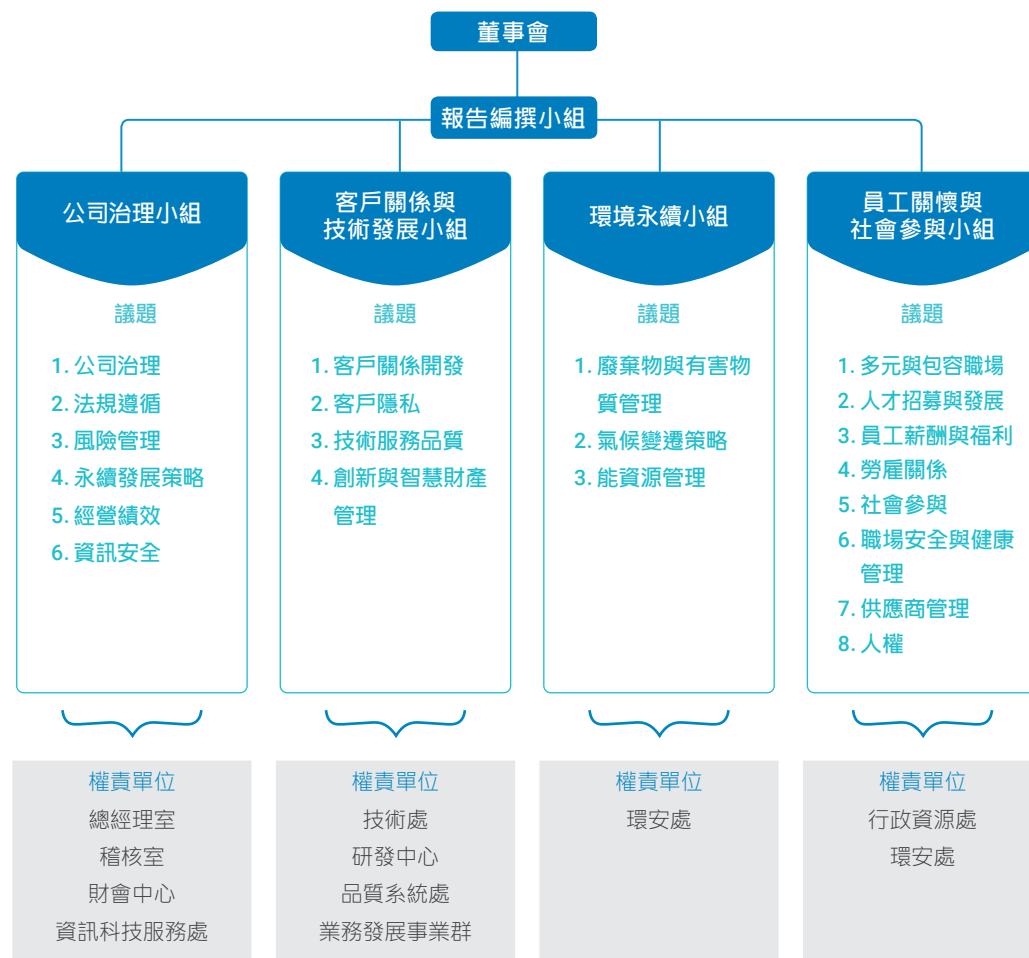 董事會
報告編撰小組
公司治理小組
議題
1. 公司治理
2. 法規遵循
3. 風險管理
4. 永續發展策略
5. 經營績效
6. 資訊安全
權責單位
總經理室
稽核室
財會中心
資訊科技服務處
客戶關係與
技術發展小組
議題
1. 客戶關係開發
2. 客戶隱私
3. 技術服務品質
4. 創新與智慧財產
管理
權責單位
技術處
研發中心
品質系統處
業務發展事業群
環境永續小組
議題
1. 廢棄物與有害物
質管理
2. 氣候變遷策略
3. 能資源管理
權責單位
環安處
員工關懷與
社會參與小組
議題
1. 多元與包容職場
2. 人才招募與發展
3. 員工薪酬與福利
4. 勞雇關係
5. 社會參與
6. 職場安全與健康
管理
7. 供應商管理
8. 人權
權責單位
行政資源處
環安處